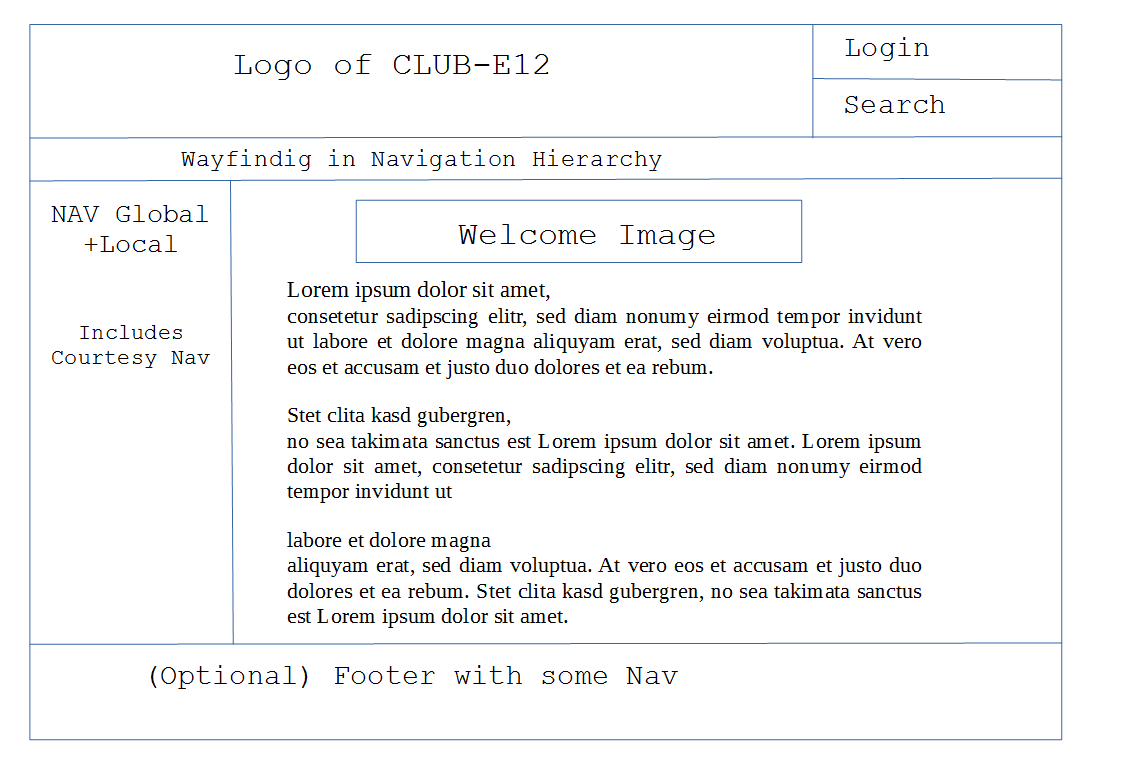 Logo of CLUB-E12
Login
Search
Wayfindig in Navigation Hierarchy
NAV Global
+Local
Includes
Courtesy Nav
Welcome Image
Lorem ipsum dolor sit amet,
consetetur sadipscing elitr, sed diam nonumy eirmod tempor invidunt
ut labore et dolore magna aliquyam erat, sed diam voluptua. At vero
eos et accusam et justo duo dolores et ea rebum.
Stet clita kasd gubergren,
no sea takimata sanctus est Lorem ipsum dolor sit amet. Lorem ipsum
dolor sit amet, consetetur sadipscing elitr, sed diam nonumy eirmod
tempor invidunt ut
labore et dolore magna
aliquyam erat, sed diam voluptua. At vero eos et accusam et justo duo
dolores et ea rebum. Stet clita kasd gubergren, no sea takimata sanctus
est Lorem ipsum dolor sit amet.
(Optional) Footer with some Nav